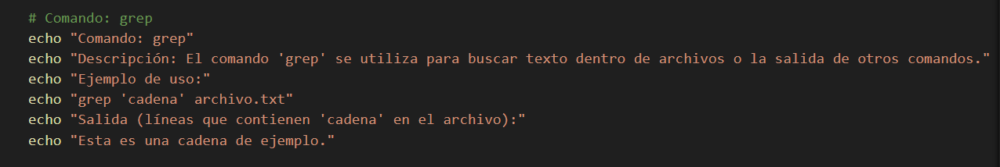 # Comando: grep
echo "Comando: grep"
echo "Descripción: El comando 'grep' se utiliza para buscar texto dentro de archivos o la salida de otros comandos."
echo "Ejemplo de uso:"
echo "grep 'cadena' archivo.txt"
echo "Salida (líneas que contienen 'cadena' en el archivo):"
echo "Esta es una cadena de ejemplo."